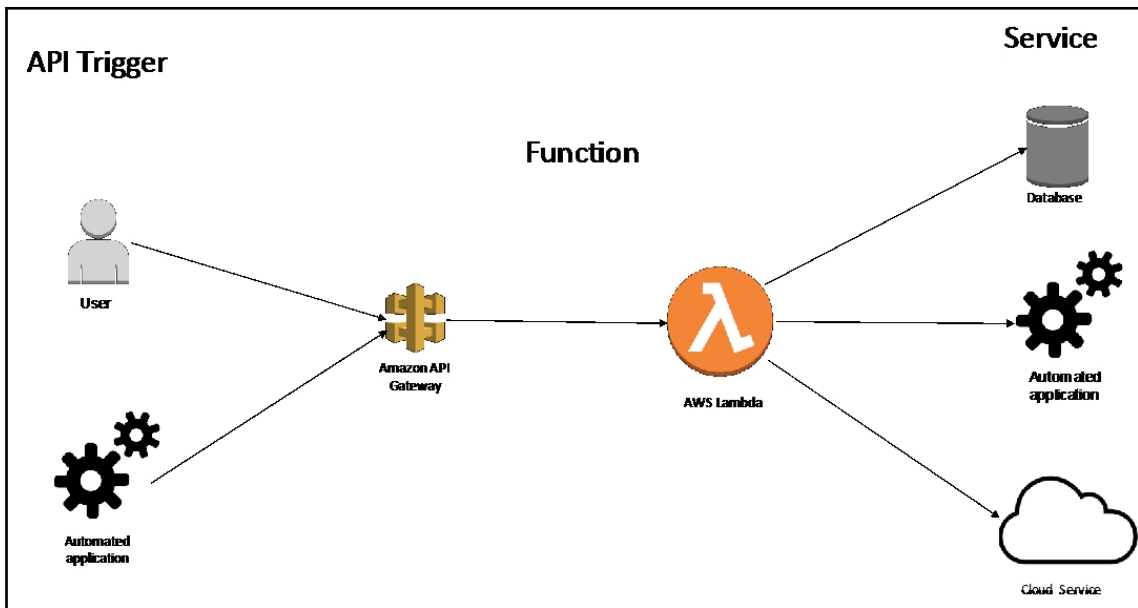 API Trigger
Service
Function
Database
User
Amazon API
Gateway
AWS Lambda
Automated
application
Automated
application
Cloud Service